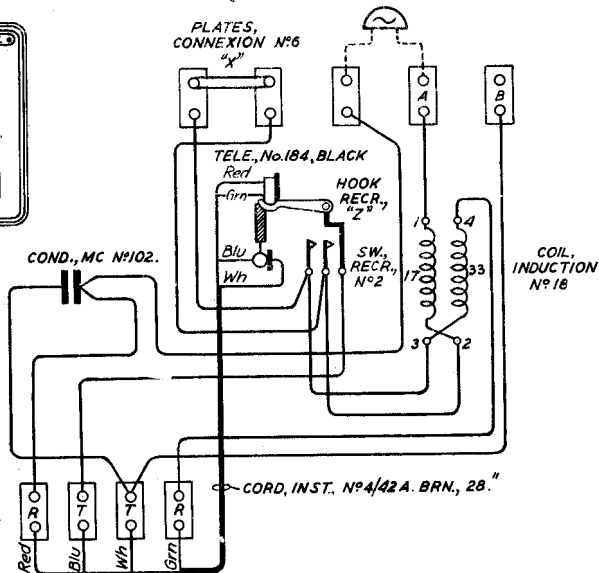 PLATES,
CONNEXION Nº6
"X"
A
B
TELE., No.184, BLACK
Red
Grn
HOOK
RECR.,
"Z"
Blu
Wh
COND., MC Nº102.
SW.,
RECR.,
Nº2
1
4
17
33
3
2
COIL,
INDUCTION
Nº 18
R
T
T
R
CORD, INST., Nº4/42 A. BRN., 28."
Red
Blu
Wh
Grn